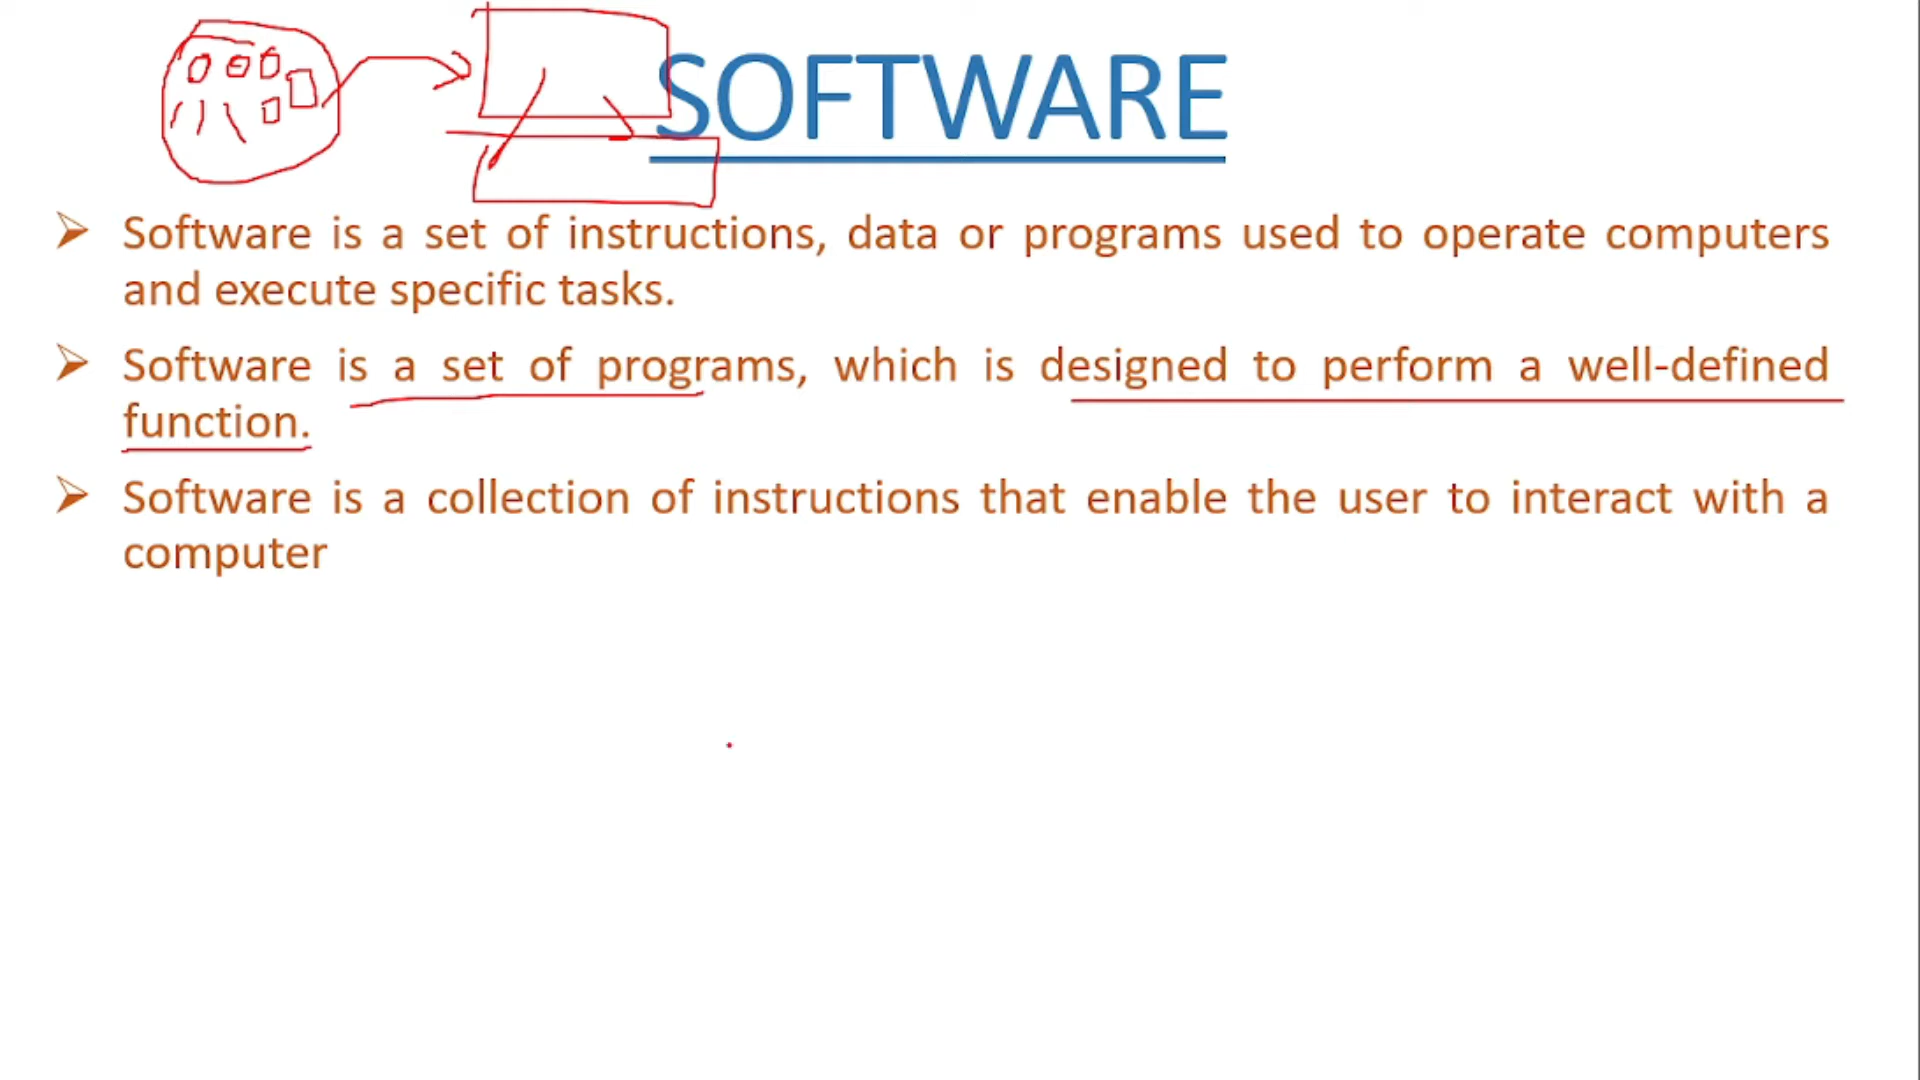 SOFTWARE
Software is a set of instructions, data or programs used to operate computers
and execute specific tasks.
Software is a set of programs, which is designed to perform a well-defined
function.
Software is a collection of instructions that enable the user to interact with a
computer